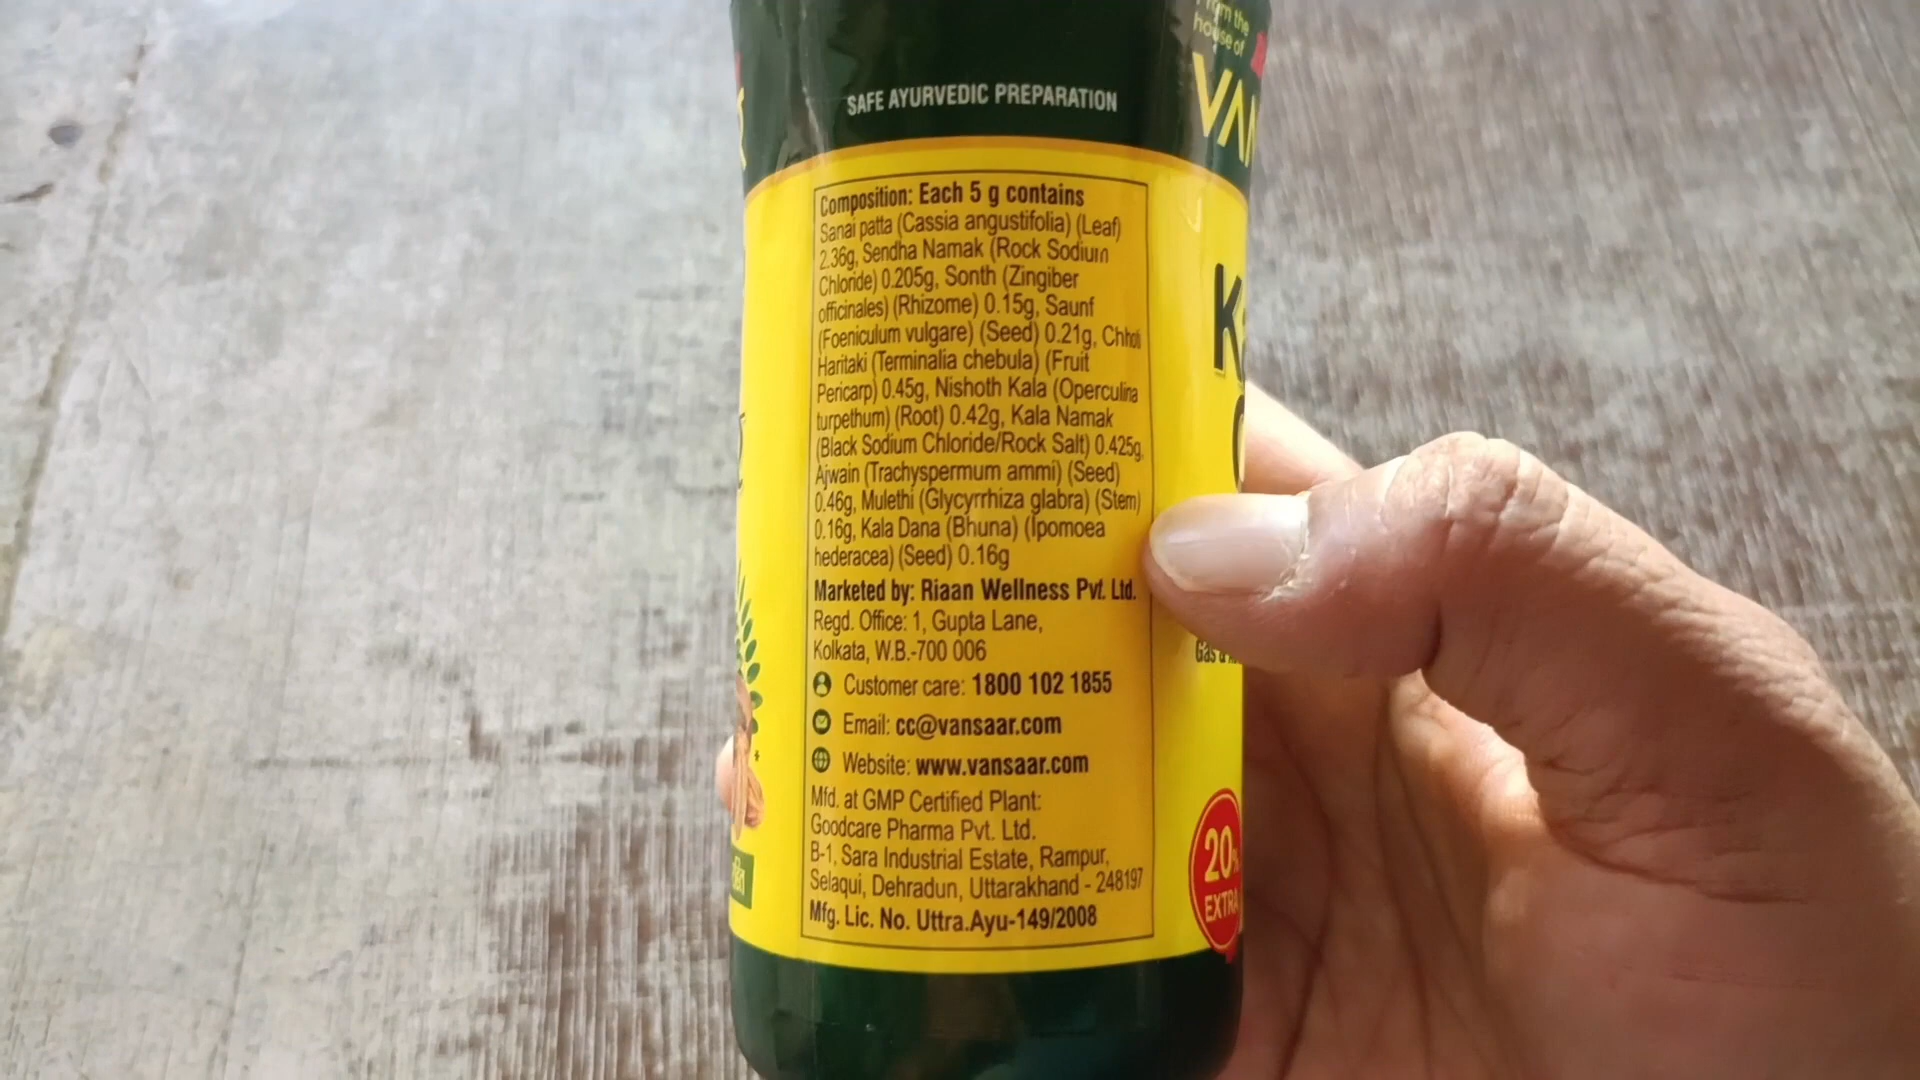 From the
house of
SAFE AYURVEDIC PREPARATION
Composition: Each 5 g contains
Sanai patta (Cassia angustifolia) (Leaf)
2.36g, Sendha Namak (Rock Sodium
Chloride) 0.205g, Sonth (Zingiber
officinales) (Rhizome) 0.15g, Saunf
(Foeniculum vulgare) (Seed) 0.21g, Chhoti
Haritaki (Terminalia chebula) (Fruit
Pericarp) 0.45g, Nishoth Kala (Operculina
turpethum) (Root) 0.42g, Kala Namak
(Black Sodium Chloride/Rock Salt) 0.425g,
Ajwain (Trachyspermum ammi) (Seed)
0.46g, Mulethi (Glycyrrhiza glabra) (Stem)
0.16g, Kala Dana (Bhuna) (Ipomoea
hederacea) (Seed) 0.16g
Marketed by: Riaan Wellness Pvt. Ltd.
Regd. Office: 1, Gupta Lane,
Kolkata, W.B.-700 006
Customer care: 1800 102 1855
Email: cc@vansaar.com
Website: www.vansaar.com
Mfd. at GMP Certified Plant:
Goodcare Pharma Pvt. Ltd.
B-1, Sara Industrial Estate, Rampur,
Selaqui, Dehradun, Uttarakhand - 248197
Mfg. Lic. No. Uttra.Ayu-149/2008
Gas &
20%
EXTRA